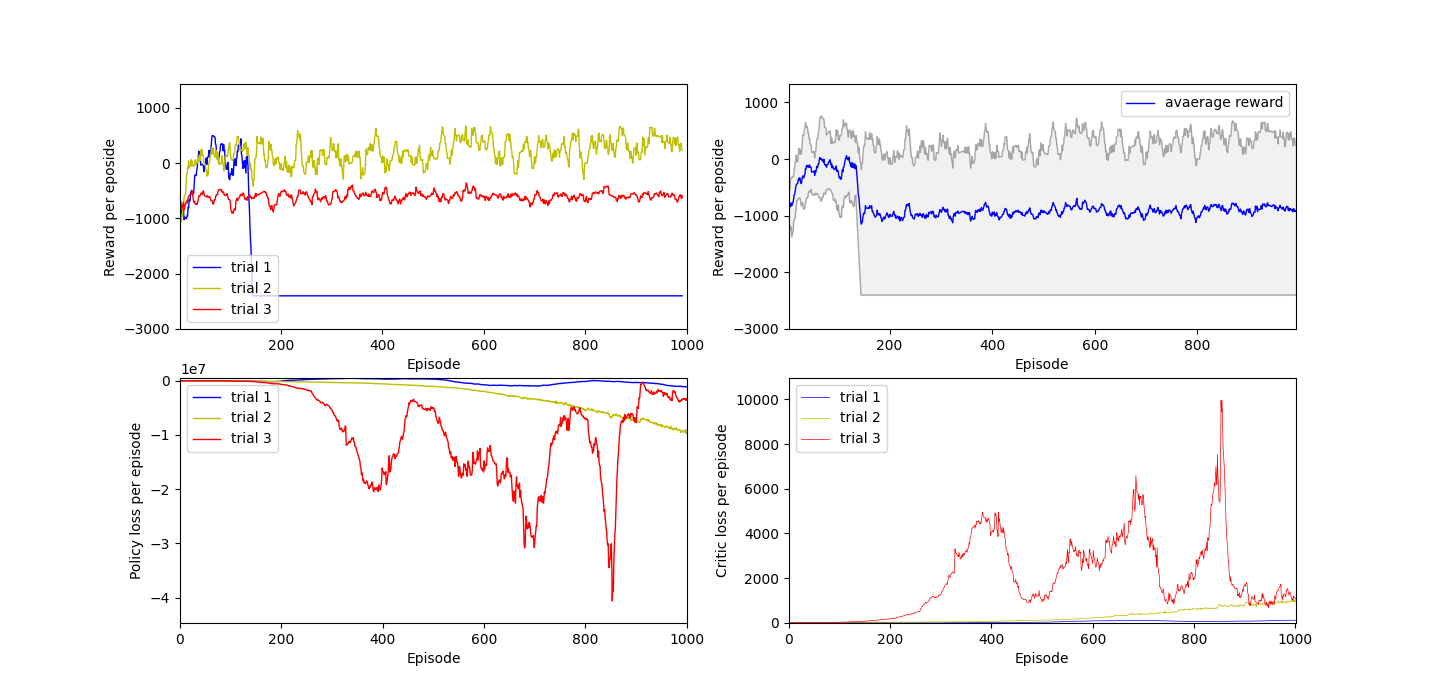 1000
0
−1000
−2000
−3000
Reward per eposide
trial 1
trial 2
trial 3
200
400
600
800
1000
Episode
1000
0
−1000
−2000
−3000
Reward per eposide
avaerage reward
200
400
600
800
Episode
1e7
0
−1
−2
−3
−4
Policy loss per episode
trial 1
trial 2
trial 3
0
200
400
600
800
1000
Episode
10000
8000
6000
4000
2000
0
Critic loss per episode
trial 1
trial 2
trial 3
0
200
400
600
800
1000
Episode